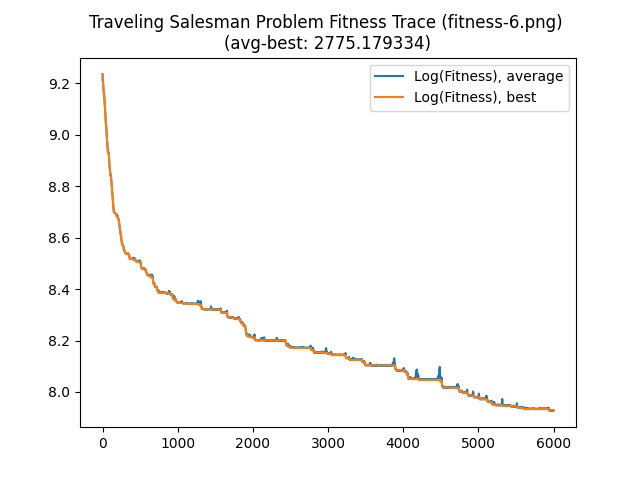 Traveling Salesman Problem Fitness Trace (fitness-6.png)
(avg-best: 2775.179334)
Log(Fitness), average
Log(Fitness), best
9.2
9.0
8.8
8.6
8.4
8.2
8.0
0 1000 2000 3000 4000 5000 6000